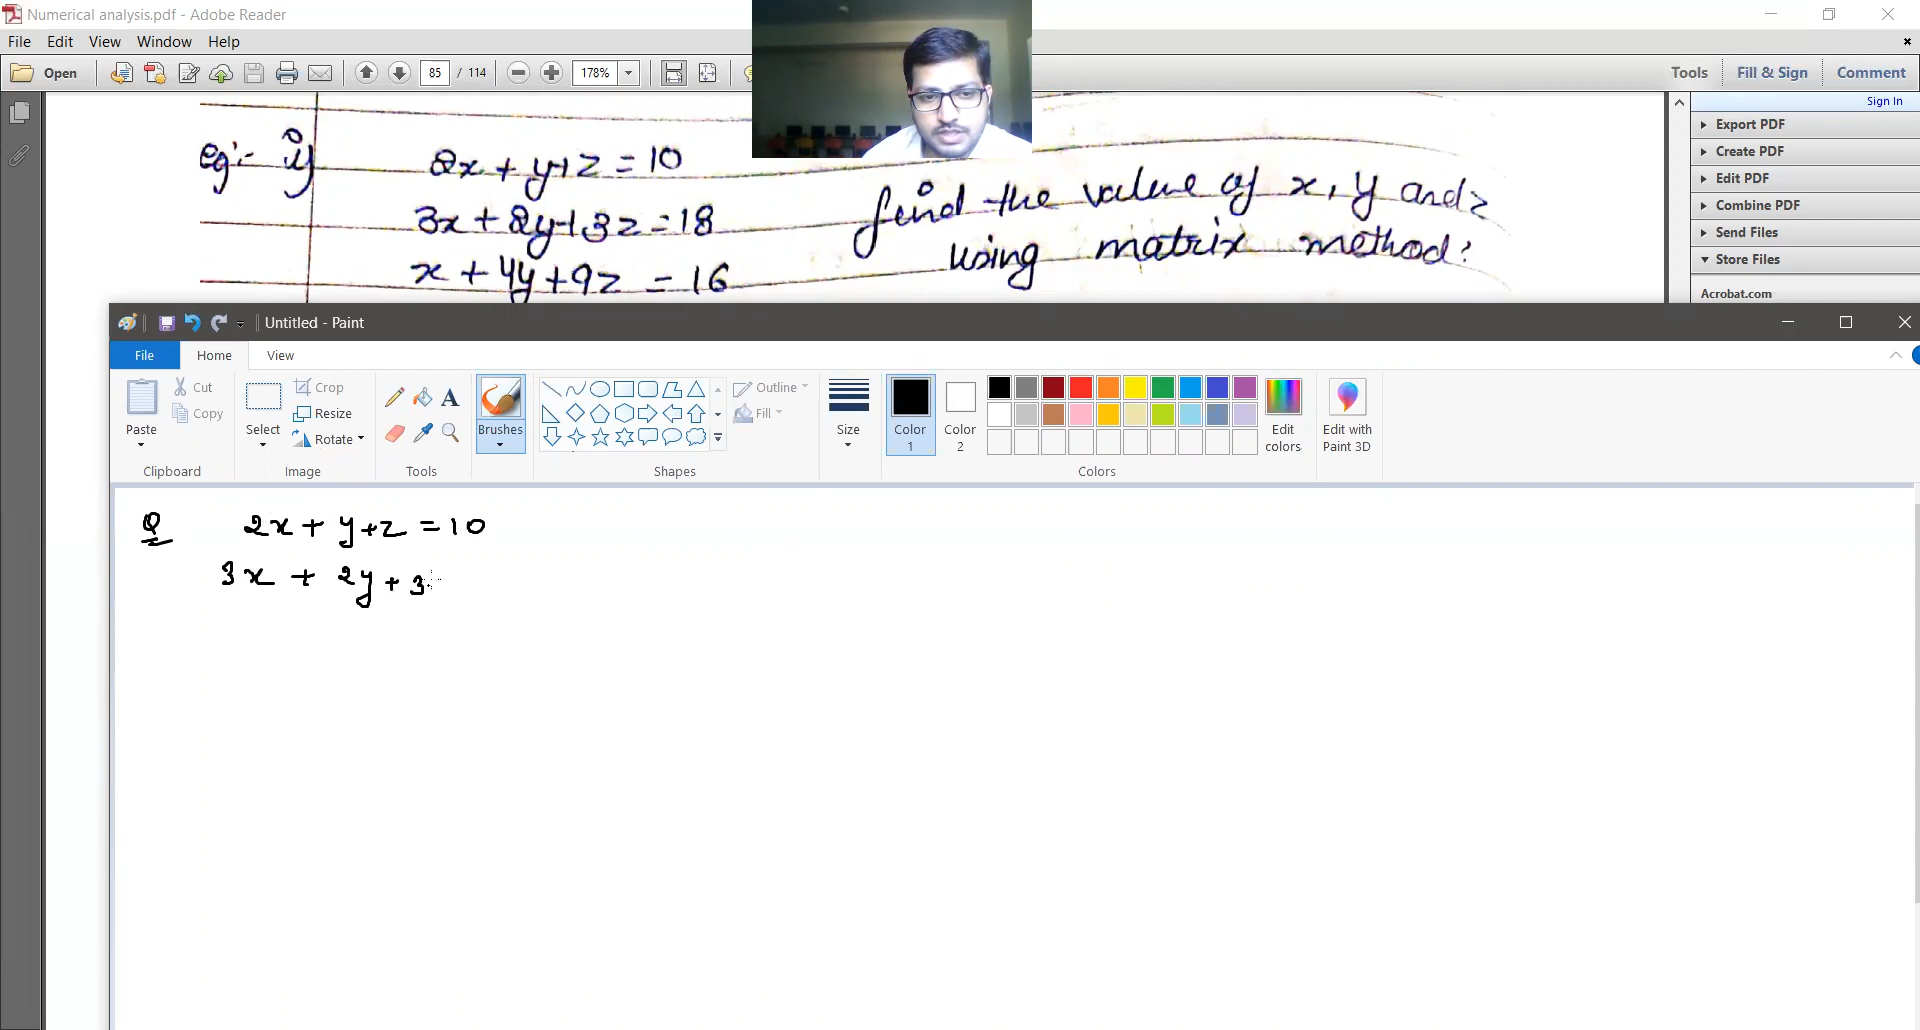 Numerical analysis.pdf - Adobe Reader
File Edit View Window Help
Open 85 / 114 178% Tools Fill & Sign Comment
Sign In
Export PDF
Create PDF
Edit PDF
Combine PDF
Send Files
Store Files
Acrobat.com
eg:- i) 2x + y+z = 10
3x + 2y+3z = 18
x + 4y + 9z = 16
find the value of x, y and z
using matrix method:
Untitled - Paint
File Home View
Paste Cut Copy Clipboard
Select Crop Resize Rotate Image
Tools
Brushes
Outline Fill Shapes
Size
Color 1 Color 2 Edit colors Edit with Paint 3D Colors
Q 2x + y+z = 10
3x + 2y + 3